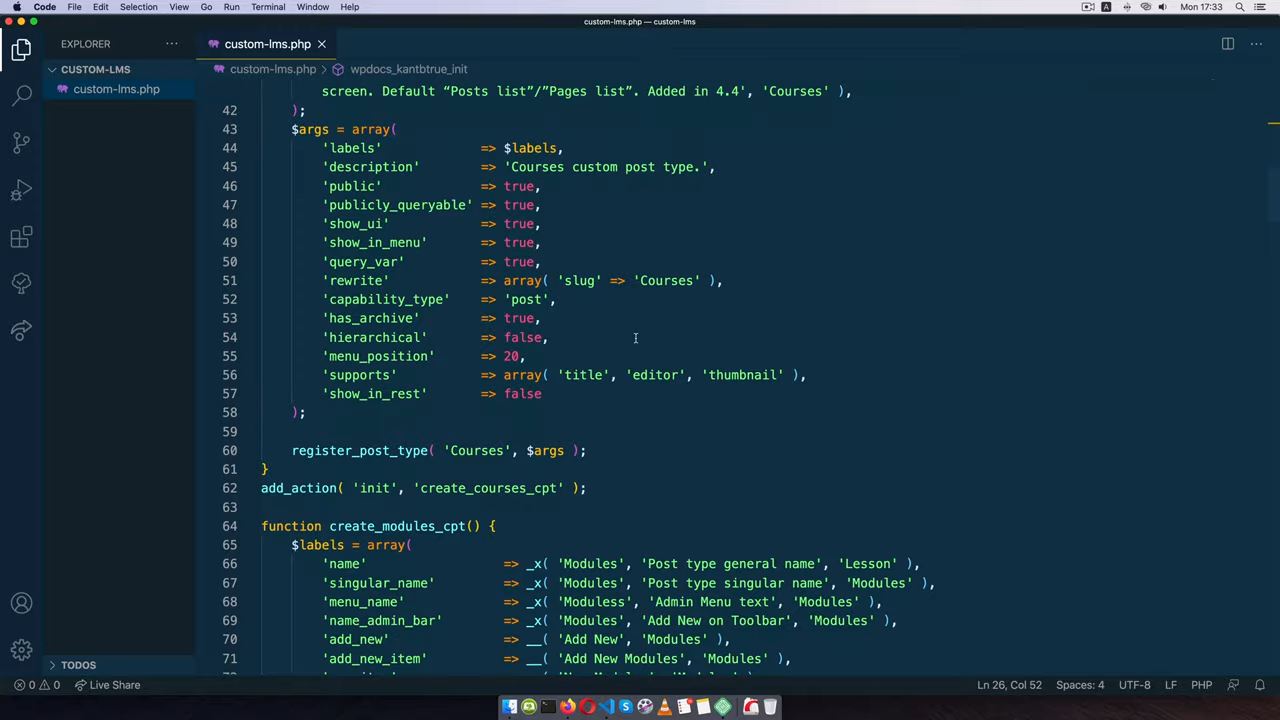 Code File Edit Selection View Go Run Terminal Window Help
A Mon 17:33
custom-lms.php — custom-lms
EXPLORER
custom-lms.php
CUSTOM-LMS
custom-lms.php
custom-lms.php > wpdocs_kantbtrue_init
screen. Default “Posts list”/”Pages list”. Added in 4.4', 'Courses' ),
42 );
43 $args = array(
44 'labels' => $labels,
45 'description' => 'Courses custom post type.',
46 'public' => true,
47 'publicly_queryable' => true,
48 'show_ui' => true,
49 'show_in_menu' => true,
50 'query_var' => true,
51 'rewrite' => array( 'slug' => 'Courses' ),
52 'capability_type' => 'post',
53 'has_archive' => true,
54 'hierarchical' => false,
55 'menu_position' => 20,
56 'supports' => array( 'title', 'editor', 'thumbnail' ),
57 'show_in_rest' => false
58 );
59
60 register_post_type( 'Courses', $args );
61 }
62 add_action( 'init', 'create_courses_cpt' );
63
64 function create_modules_cpt() {
65 $labels = array(
66 'name' => _x( 'Modules', 'Post type general name', 'Lesson' ),
67 'singular_name' => _x( 'Modules', 'Post type singular name', 'Modules' ),
68 'menu_name' => _x( 'Moduless', 'Admin Menu text', 'Modules' ),
69 'name_admin_bar' => _x( 'Modules', 'Add New on Toolbar', 'Modules' ),
70 'add_new' => __( 'Add New', 'Modules' ),
71 'add_new_item' => __( 'Add New Modules', 'Modules' ),
TODOS
0 0 Live Share
Ln 26, Col 52 Spaces: 4 UTF-8 LF PHP